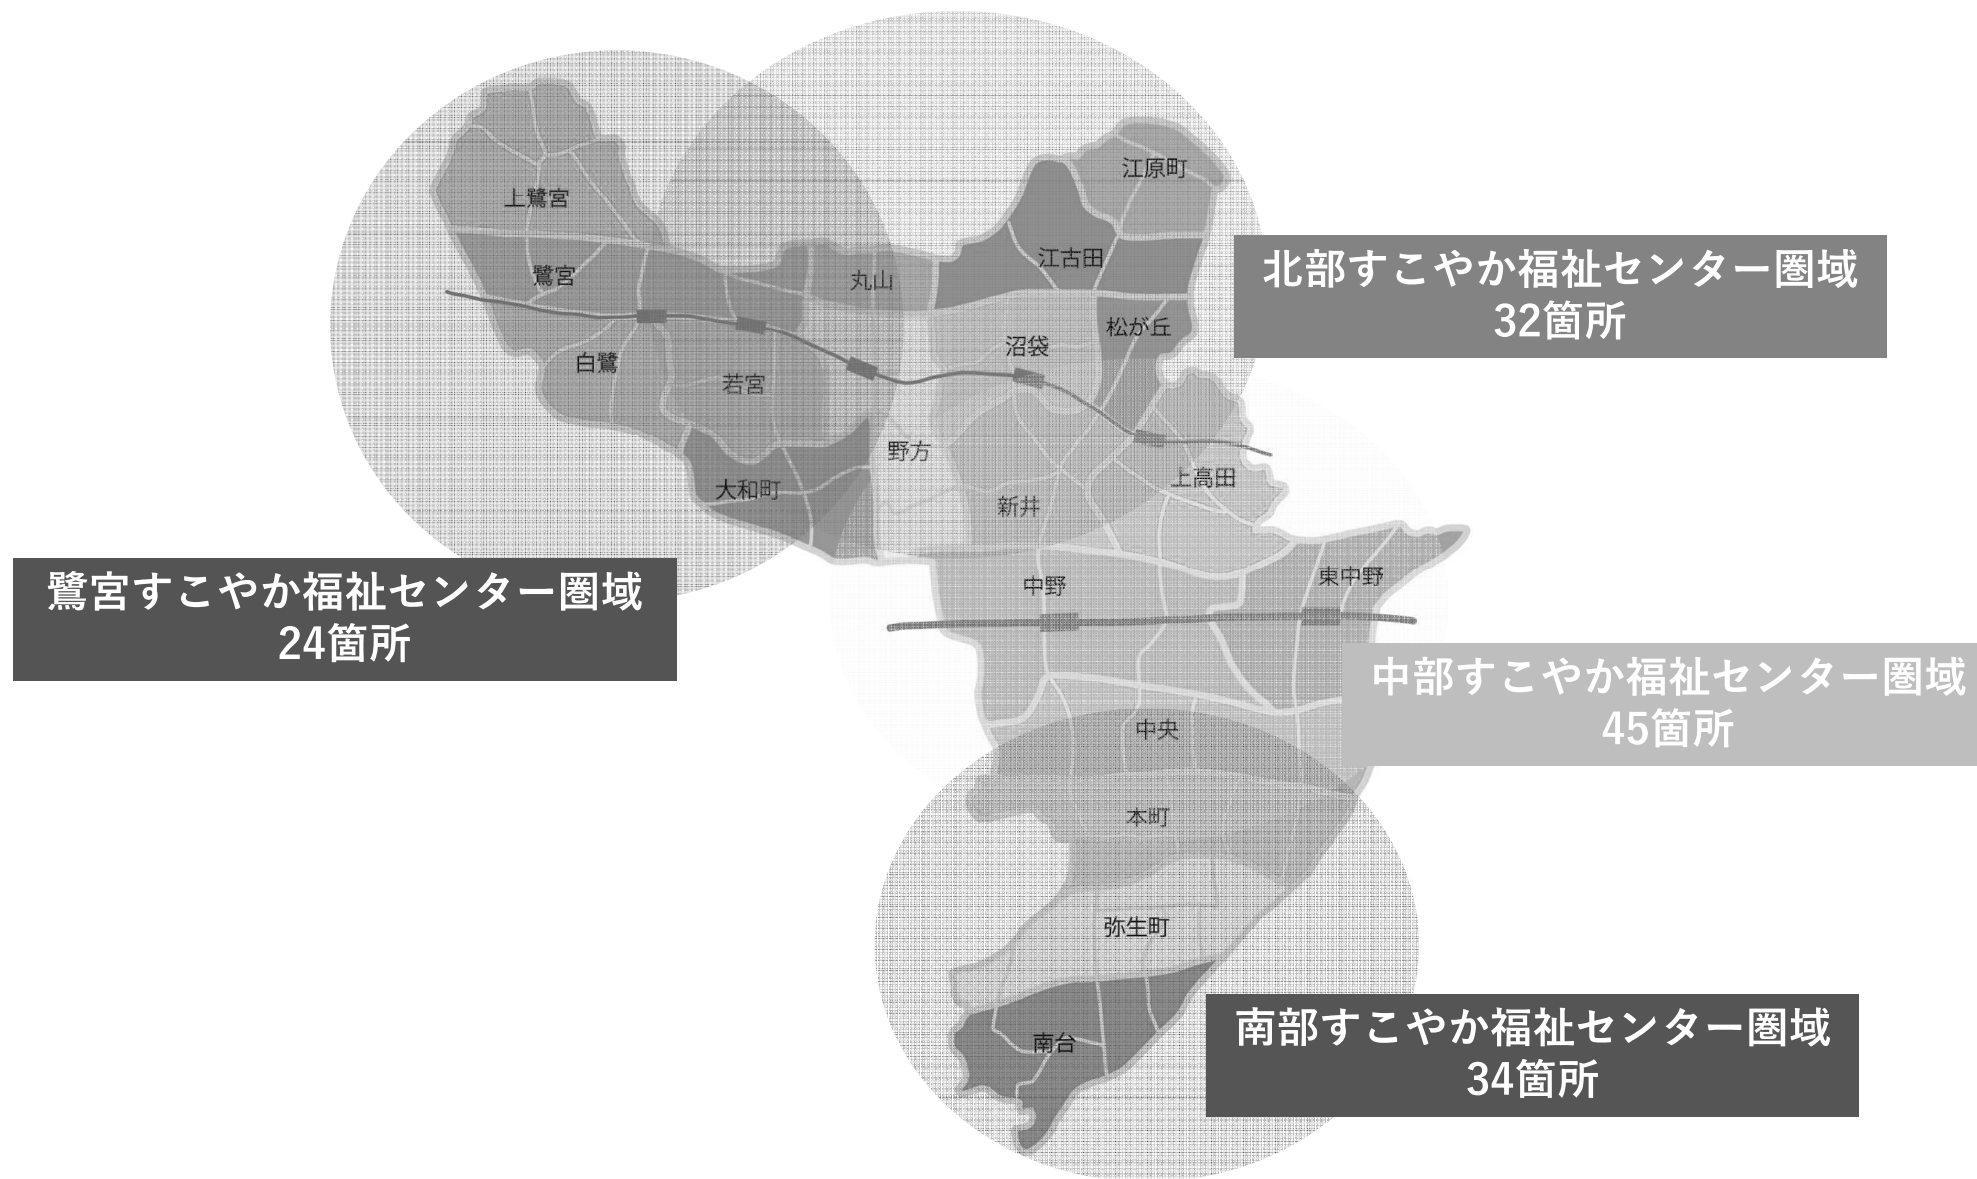 江原町
上鷺宮
江古田
北部すこやか福祉センター圏域
32箇所
鷺宮
丸山
松が丘
沼袋
白鷺
若宮
野方
上高田
大和町
新井
鷺宮すこやか福祉センター圏域
24箇所
中野
東中野
中部すこやか福祉センター圏域
45箇所
中央
本町
弥生町
南部すこやか福祉センター圏域
34箇所
南台